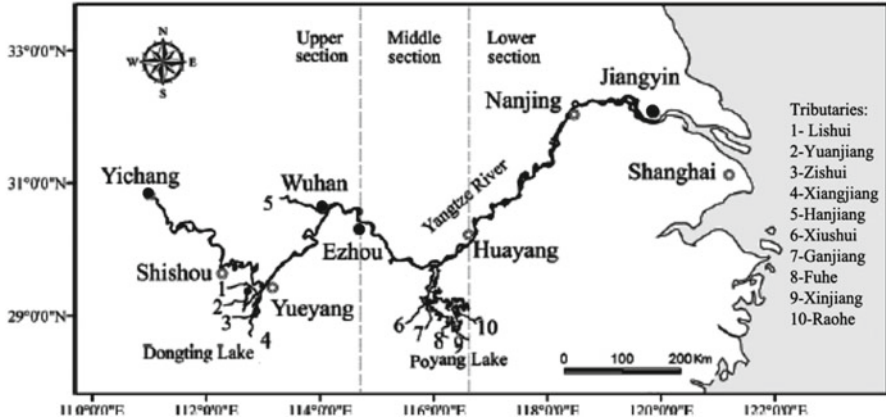 N
W E
S
Upper section
Middle section
Lower section
33°0'0"N
31°0'0"N
29°0'0"N
Jiangyin
Nanjing
Shanghai
Yichang
Wuhan
5
Yangtze River
Ezhou
Huayang
Shishou
1
2
3
4
Yueyang
Dongting Lake
6
7
8
9
10
Poyang Lake
0 100 200 Km
Tributaries:
1- Lishui
2-Yuanjiang
3-Zishui
4-Xiangjiang
5-Hanjiang
6-Xiushui
7-Ganjiang
8-Fuhe
9-Xinjiang
10-Raohe
110°0'0"E 112°0'0"E 114°0'0"E 116°0'0"E 118°0'0"E 120°0'0"E 122°0'0"E